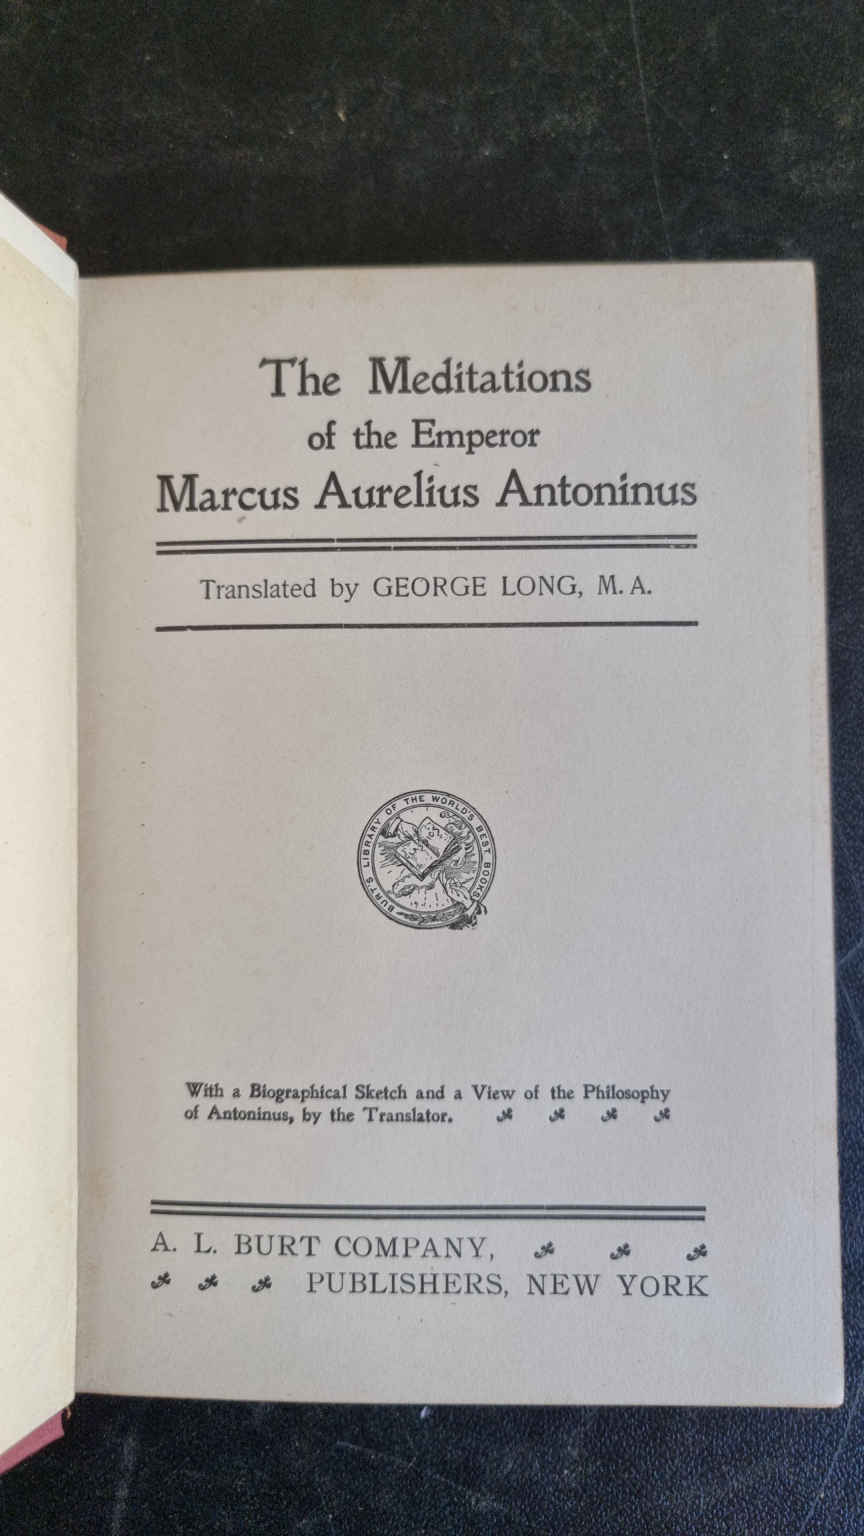 The Meditations
of the Emperor
Marcus Aurelius Antoninus
Translated by GEORGE LONG, M. A.
BURT'S LIBRARY OF THE WORLD'S BEST BOOKS
With a Biographical Sketch and a View of the Philosophy
of Antoninus, by the Translator.
A. L. BURT COMPANY,
PUBLISHERS, NEW YORK